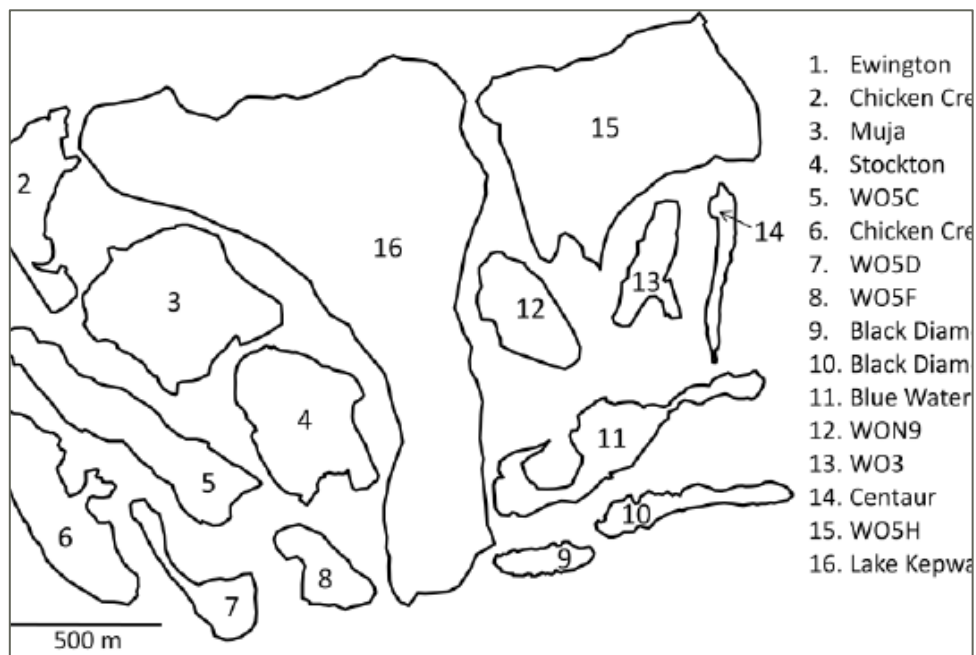 1. Ewington
2. Chicken Cre
3. Muja
4. Stockton
5. WO5C
6. Chicken Cre
7. WO5D
8. WO5F
9. Black Diam
10. Black Diam
11. Blue Water
12. WON9
13. WO3
14. Centaur
15. WO5H
16. Lake Kepwa
15
2
14
16
13
3
12
4
11
5
10
6
9
8
7
500 m